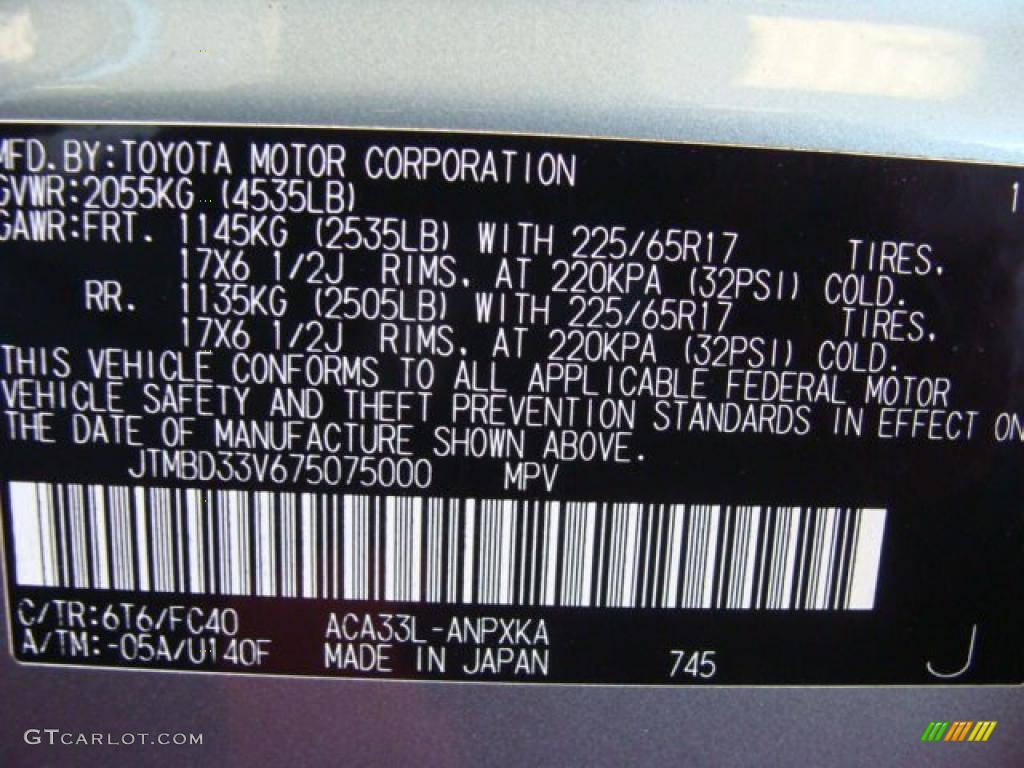 MFD.BY:TOYOTA MOTOR CORPORATION
GVWR:2055KG (4535LB) 1
GAWR:FRT. 1145KG (2535LB) WITH 225/65R17 TIRES.
17X6 1/2J RIMS. AT 220KPA (32PSI) COLD.
RR. 1135KG (2505LB) WITH 225/65R17 TIRES.
17X6 1/2J RIMS. AT 220KPA (32PSI) COLD.
THIS VEHICLE CONFORMS TO ALL APPLICABLE FEDERAL MOTOR
VEHICLE SAFETY AND THEFT PREVENTION STANDARDS IN EFFECT ON
THE DATE OF MANUFACTURE SHOWN ABOVE.
JTMBD33V675075000 MPV
C/TR:6T6/FC40 ACA33L-ANPXKA
A/TM:-05A/U140F MADE IN JAPAN 745 J
GTCARLOT.COM